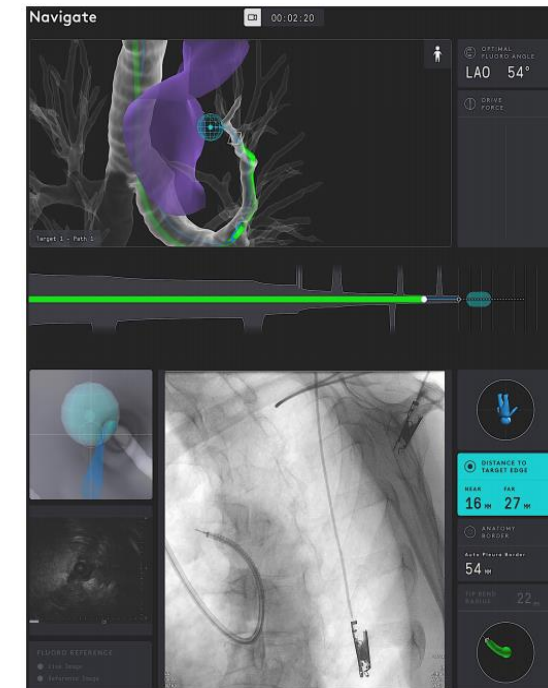 Navigate
00:02:20
OPTIMAL
FLUORO ANGLE
LAO 54°
DRIVE
FORCE
Target 1 - Path 1
DISTANCE TO
TARGET EDGE
NEAR FAR
16 MM 27 MM
ANATOMY
BORDER
Auto Pleura Border
54 MM
TIP BEND
RADIUS 22 MM
FLUORO REFERENCE
Live Image
Reference Image